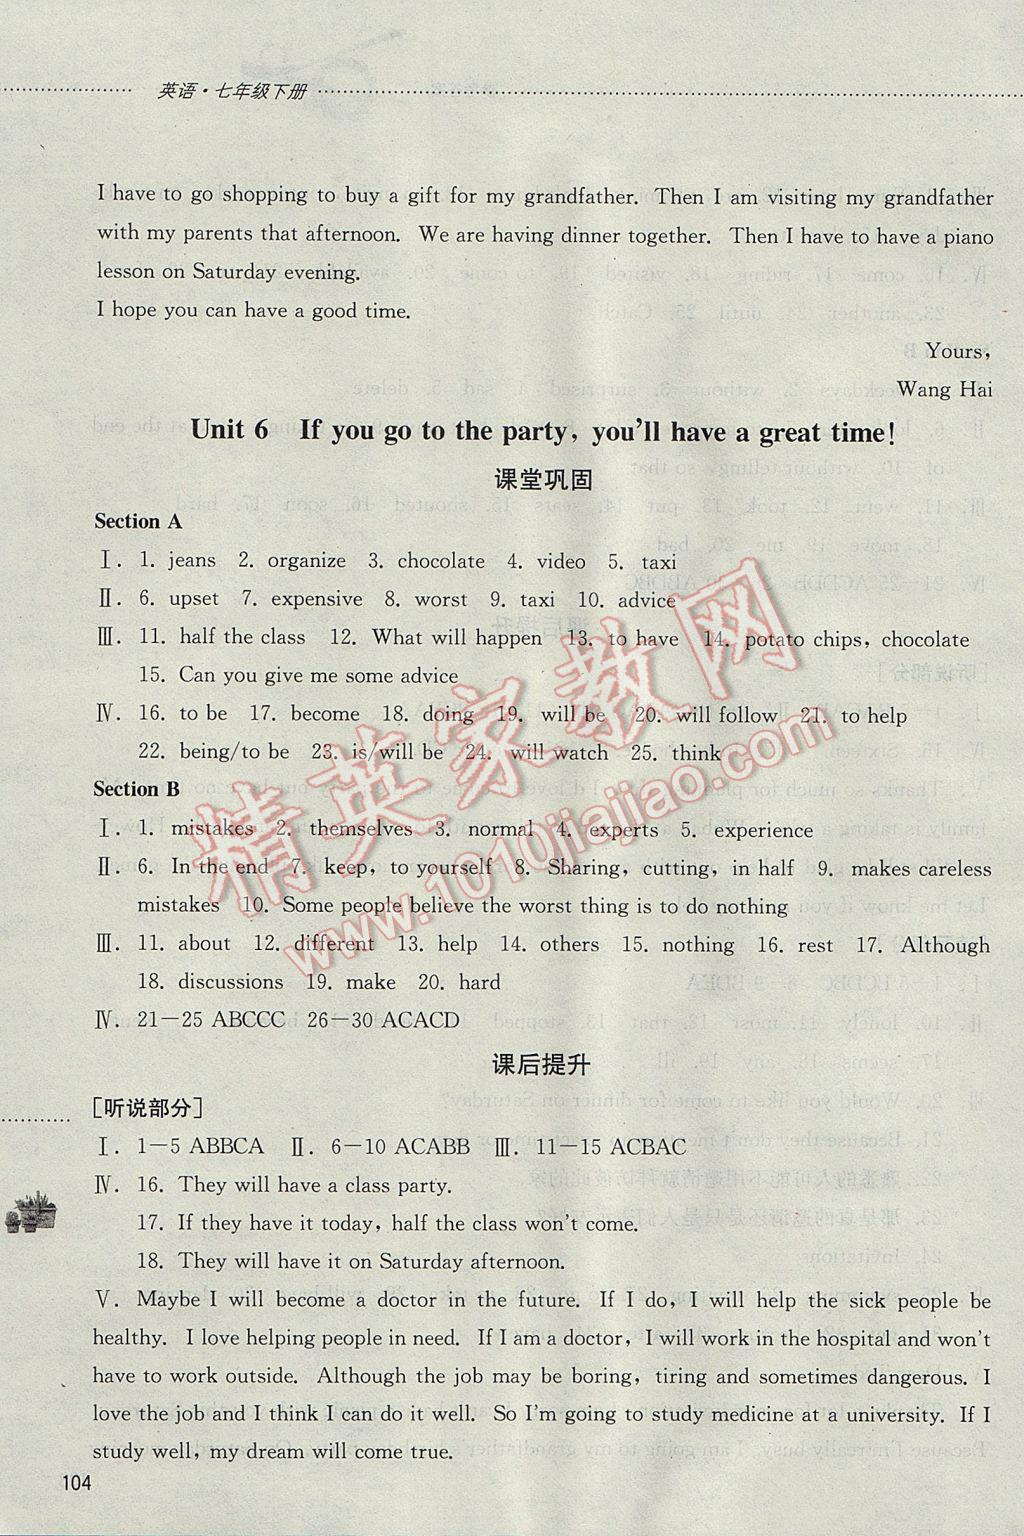 英语·七年级下册
I have to go shopping to buy a gift for my grandfather. Then I am visiting my grandfather
with my parents that afternoon. We are having dinner together. Then I have to have a piano
lesson on Saturday evening.
I hope you can have a good time.
Yours,
Wang Hai
Unit 6 If you go to the party, you'll have a great time!
课堂巩固
Section A
Ⅰ. 1. jeans 2. organize 3. chocolate 4. video 5. taxi
Ⅱ. 6. upset 7. expensive 8. worst 9. taxi 10. advice
Ⅲ. 11. half the class 12. What will happen 13. to have 14. potato chips, chocolate
15. Can you give me some advice
Ⅳ. 16. to be 17. become 18. doing 19. will be 20. will follow 21. to help
22. being/to be 23. is/will be 24. will watch 25. think
Section B
Ⅰ. 1. mistakes 2. themselves 3. normal 4. experts 5. experience
Ⅱ. 6. In the end 7. keep, to yourself 8. Sharing, cutting, in half 9. makes careless
mistakes 10. Some people believe the worst thing is to do nothing
Ⅲ. 11. about 12. different 13. help 14. others 15. nothing 16. rest 17. Although
18. discussions 19. make 20. hard
Ⅳ. 21—25 ABCCC 26—30 ACACD
课后提升
[听说部分]
Ⅰ. 1—5 ABBCA Ⅱ. 6—10 ACABB Ⅲ. 11—15 ACBAC
Ⅳ. 16. They will have a class party.
17. If they have it today, half the class won't come.
18. They will have it on Saturday afternoon.
Ⅴ. Maybe I will become a doctor in the future. If I do, I will help the sick people be
healthy. I love helping people in need. If I am a doctor, I will work in the hospital and won't
have to work outside. Although the job may be boring, tiring and sometimes dangerous. I
love the job and I think I can do it well. So I'm going to study medicine at a university. If I
study well, my dream will come true.
104
精英家教网
www.1010jiajiao.com